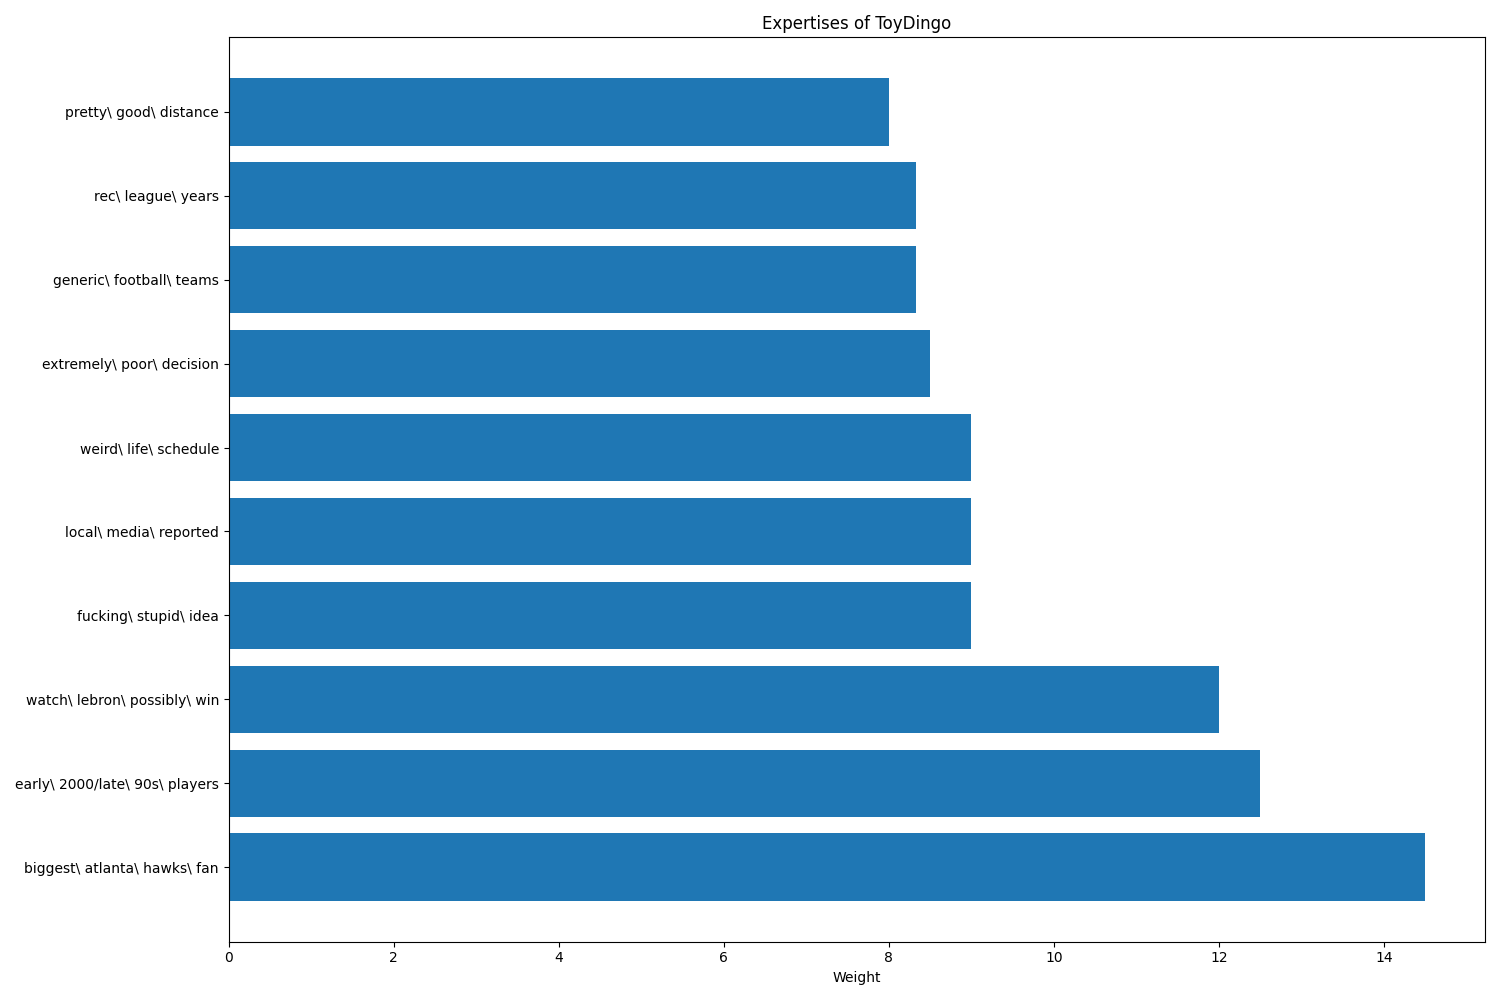 Expertises of ToyDingo
pretty\ good\ distance
rec\ league\ years
generic\ football\ teams
extremely\ poor\ decision
weird\ life\ schedule
local\ media\ reported
fucking\ stupid\ idea
watch\ lebron\ possibly\ win
early\ 2000/late\ 90s\ players
biggest\ atlanta\ hawks\ fan
0 2 4 6 8 10 12 14
Weight